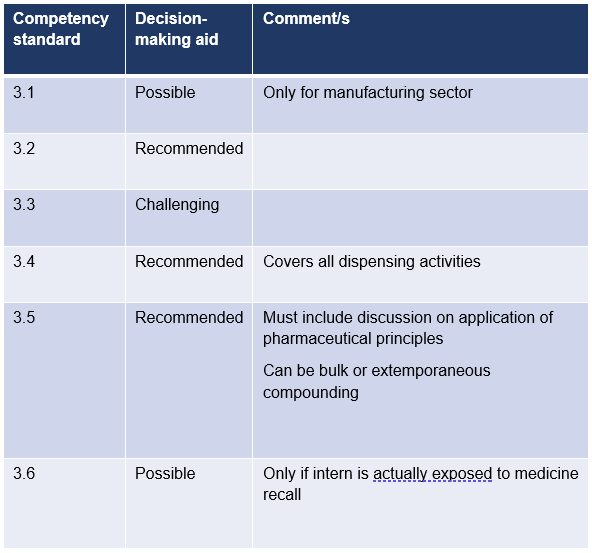 Competency standard
Decision-making aid
Comment/s
3.1
Possible
Only for manufacturing sector
3.2
Recommended
3.3
Challenging
3.4
Recommended
Covers all dispensing activities
3.5
Recommended
Must include discussion on application of
pharmaceutical principles
Can be bulk or extemporaneous
compounding
3.6
Possible
Only if intern is actually exposed to medicine
recall